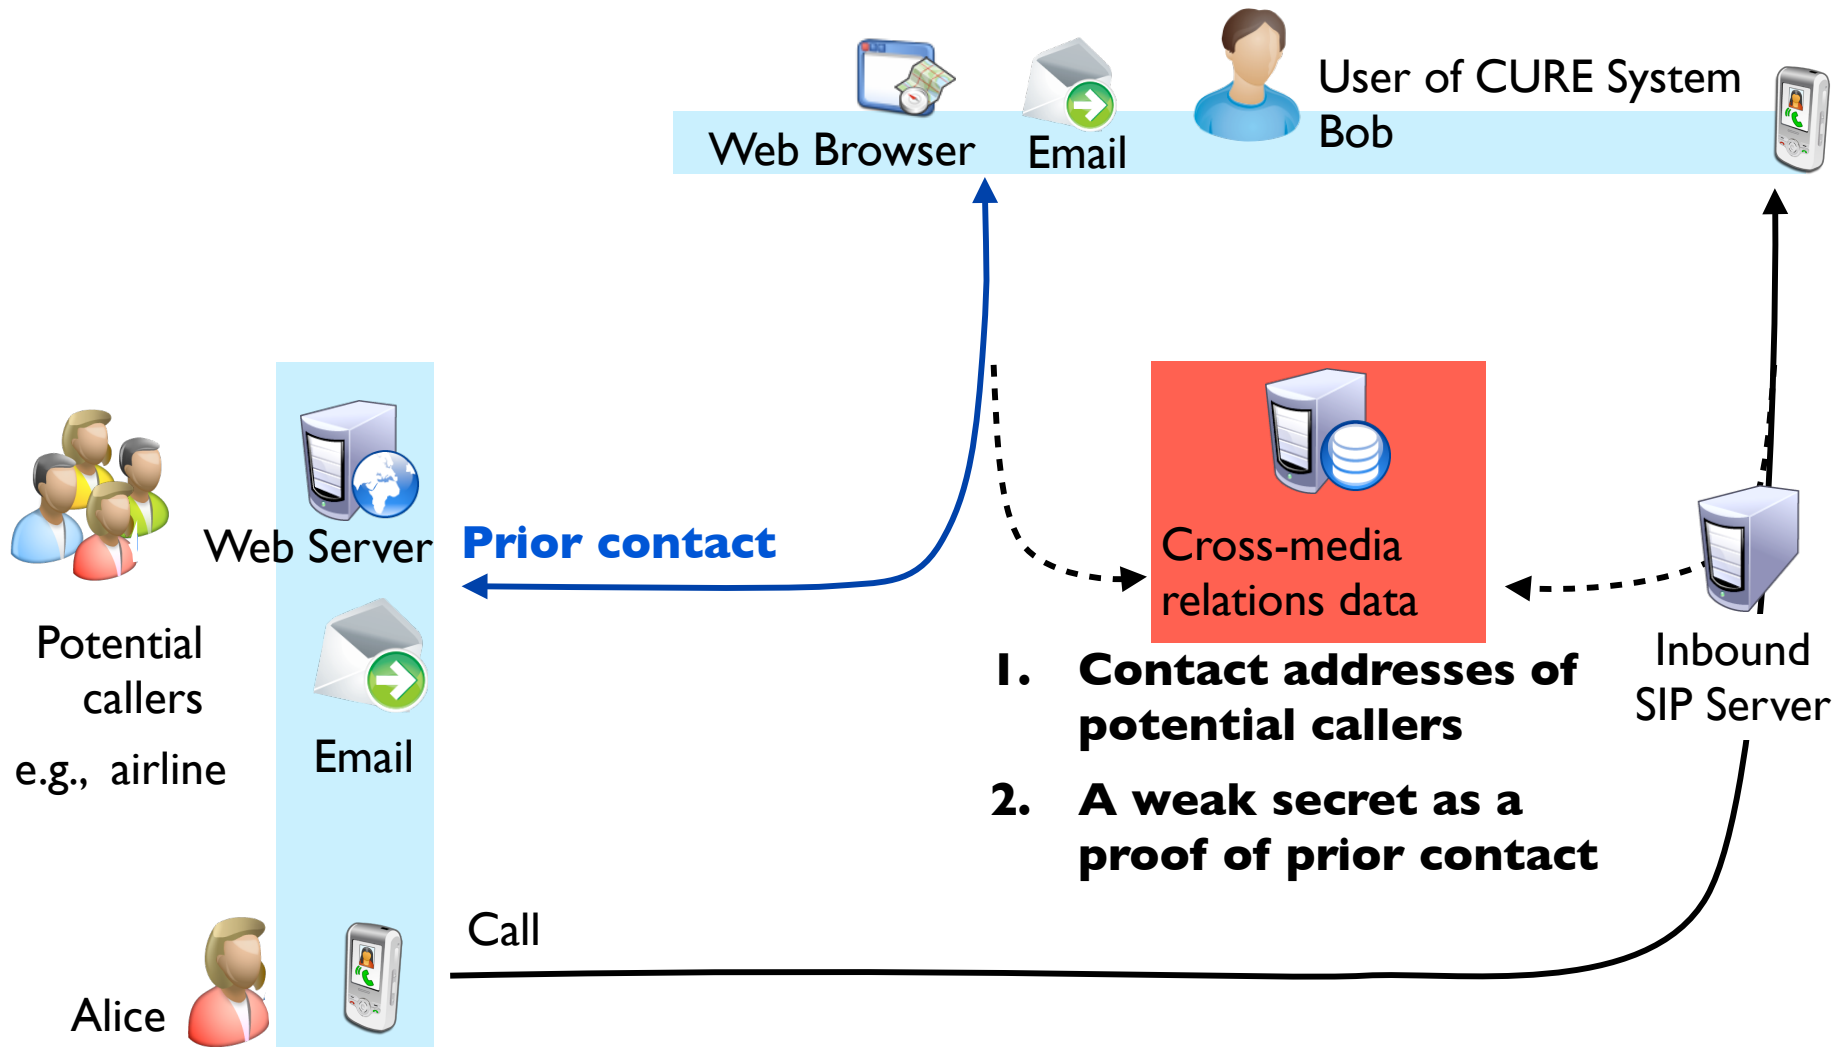 User of CURE System
Bob
Web Browser
Email
Web Server
Prior contact
Cross-media
relations data
Potential
callers
e.g., airline
Email
1. Contact addresses of
potential callers
2. A weak secret as a
proof of prior contact
Inbound
SIP Server
Call
Alice